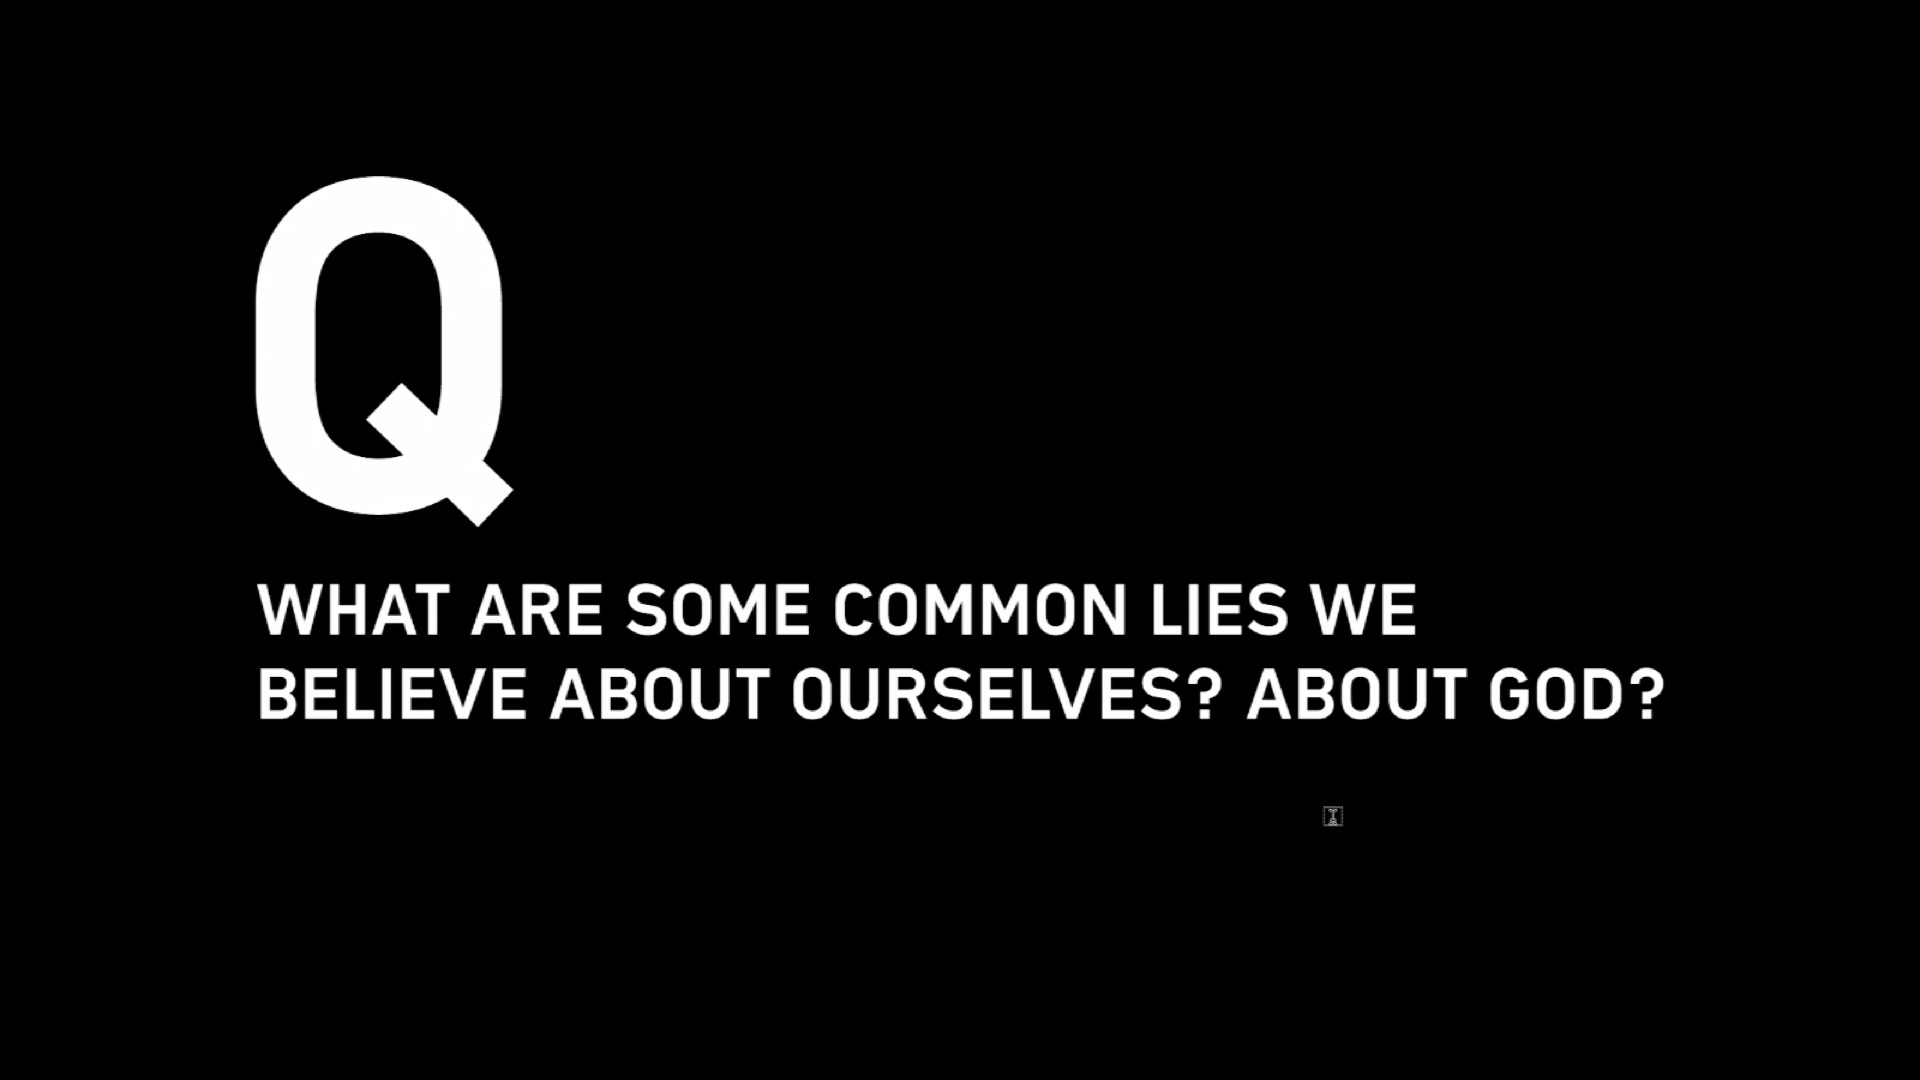 Q
WHAT ARE SOME COMMON LIES WE
BELIEVE ABOUT OURSELVES? ABOUT GOD?